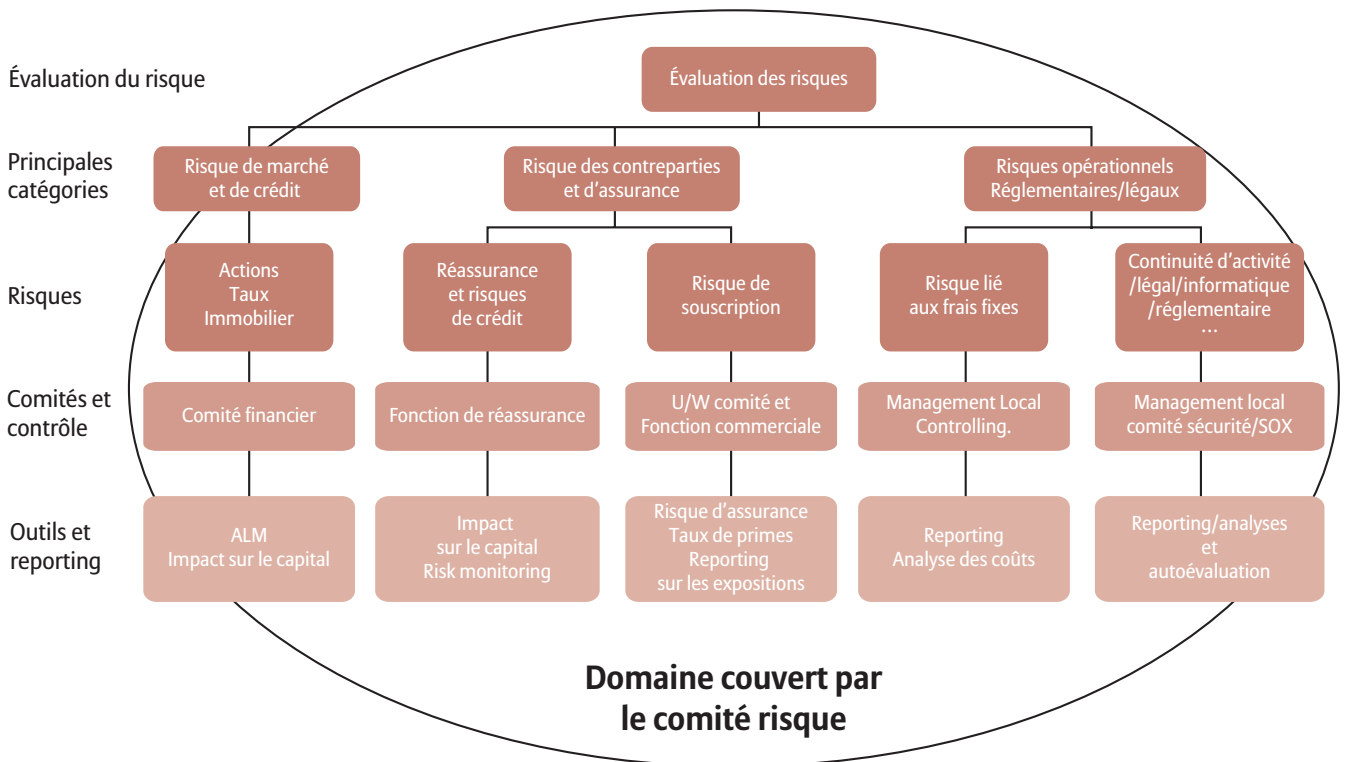 Évaluation du risque
Évaluation des risques
Principales
catégories
Risque de marché
et de crédit
Risque des contreparties
et d'assurance
Risques opérationnels
Réglementaires/légaux
Risques
Actions
Taux
Immobilier
Réassurance
et risques
de crédit
Risque de
souscription
Risque lié
aux frais fixes
Continuité d'activité
/légal/informatique
/réglementaire
...
Comités et
contrôle
Comité financier
Fonction de réassurance
U/W comité et
Fonction commerciale
Management Local
Controlling.
Management local
comité sécurité/SOX
Outils et
reporting
ALM
Impact sur le capital
Impact
sur le capital
Risk monitoring
Risque d'assurance
Taux de primes
Reporting
sur les expositions
Reporting
Analyse des coûts
Reporting/analyses
et
autoévaluation
Domaine couvert par
le comité risque